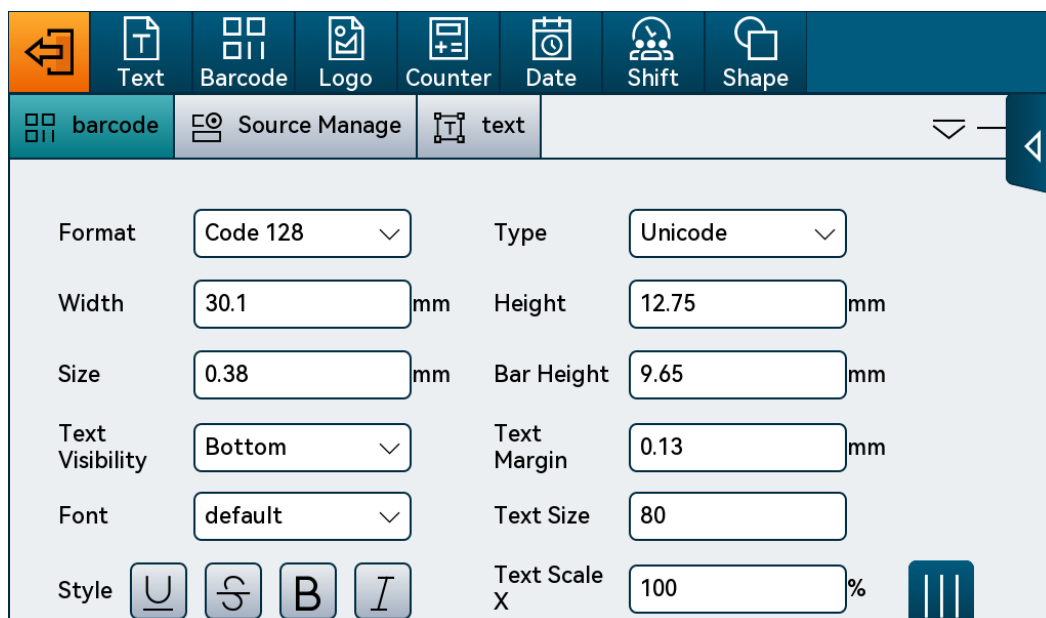 Text Barcode Logo Counter Date Shift Shape
barcode Source Manage text
Format Code 128 Type Unicode
Width 30.1 mm Height 12.75 mm
Size 0.38 mm Bar Height 9.65 mm
Text Visibility Bottom Text Margin 0.13 mm
Font default Text Size 80
Style U S B I Text Scale X 100 %